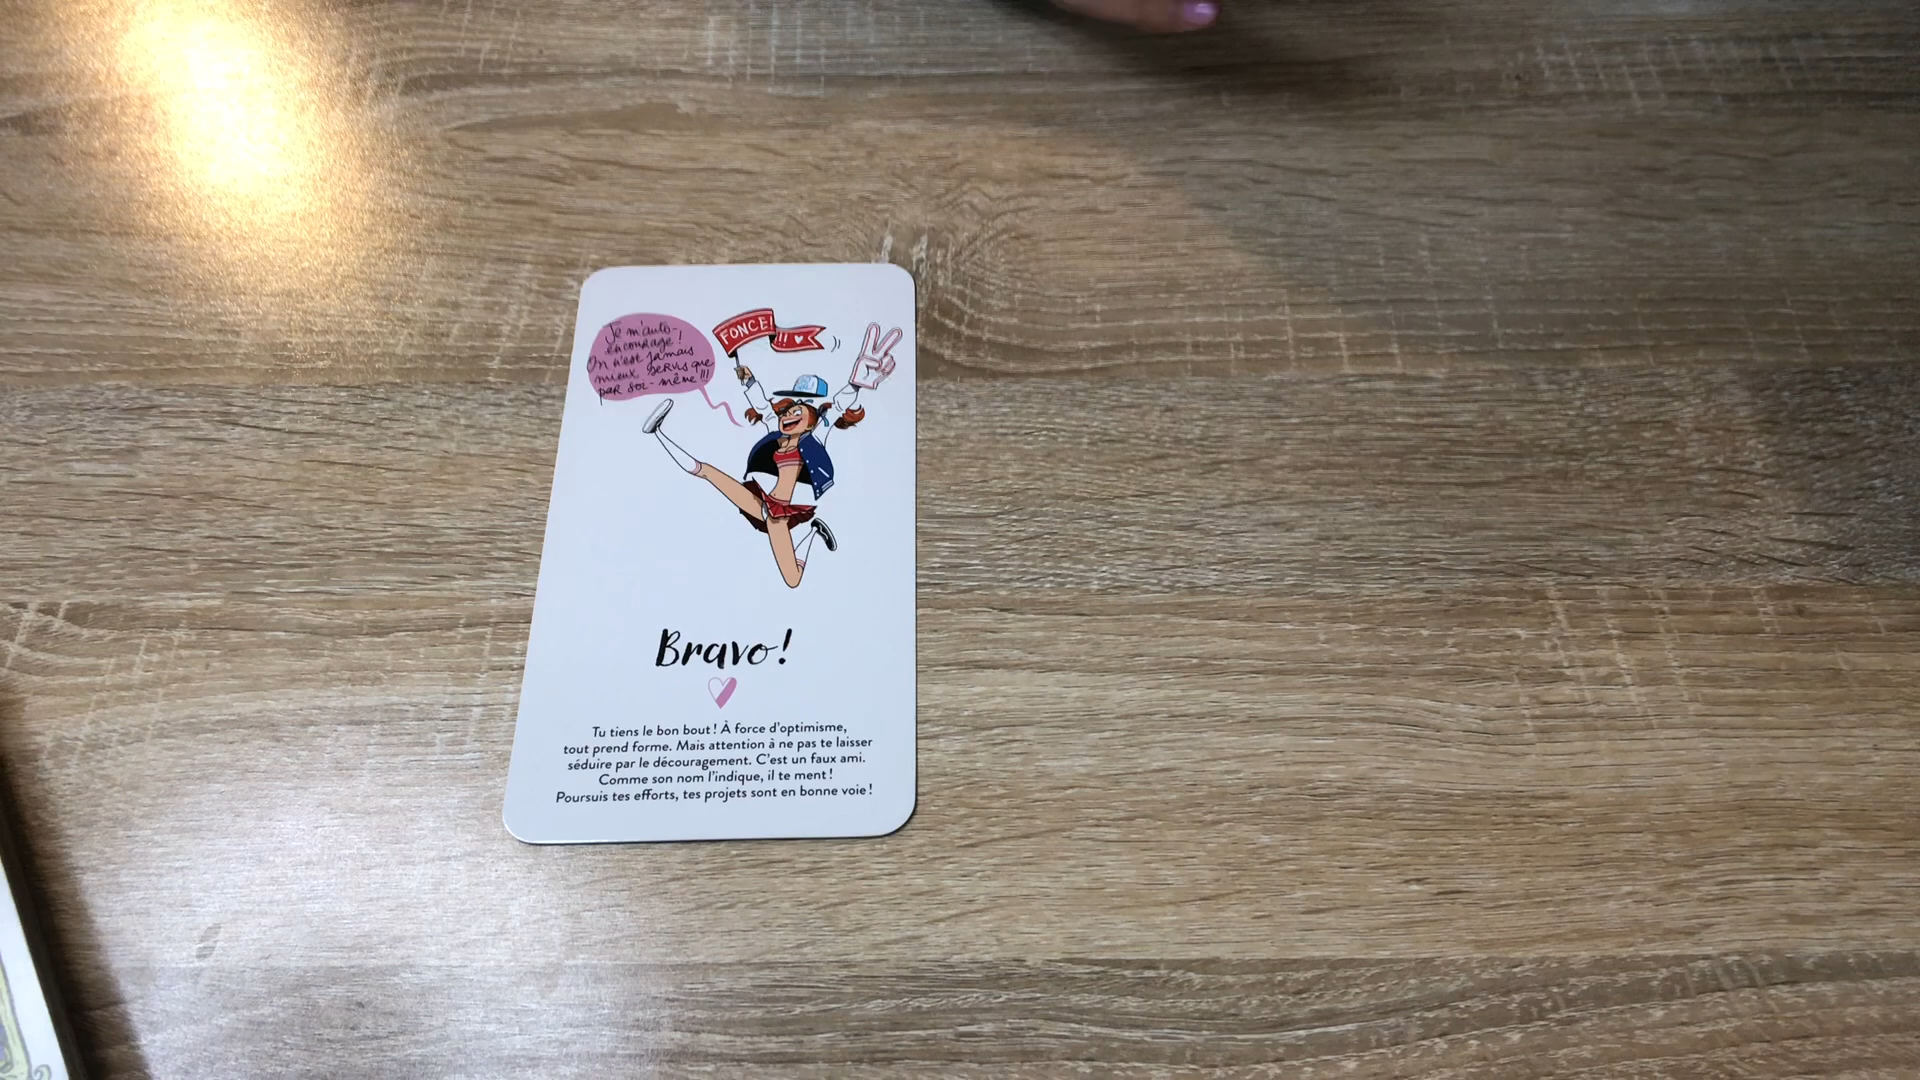 Je m'auto-
encourage!
On n'est jamais
mieux servis que
par soi-même!!!
FONCE!
!! ♥
Bravo!
Tu tiens le bon bout! À force d'optimisme,
tout prend forme. Mais attention à ne pas te laisser
séduire par le découragement. C'est un faux ami.
Comme son nom l'indique, il te ment!
Poursuis tes efforts, tes projets sont en bonne voie!